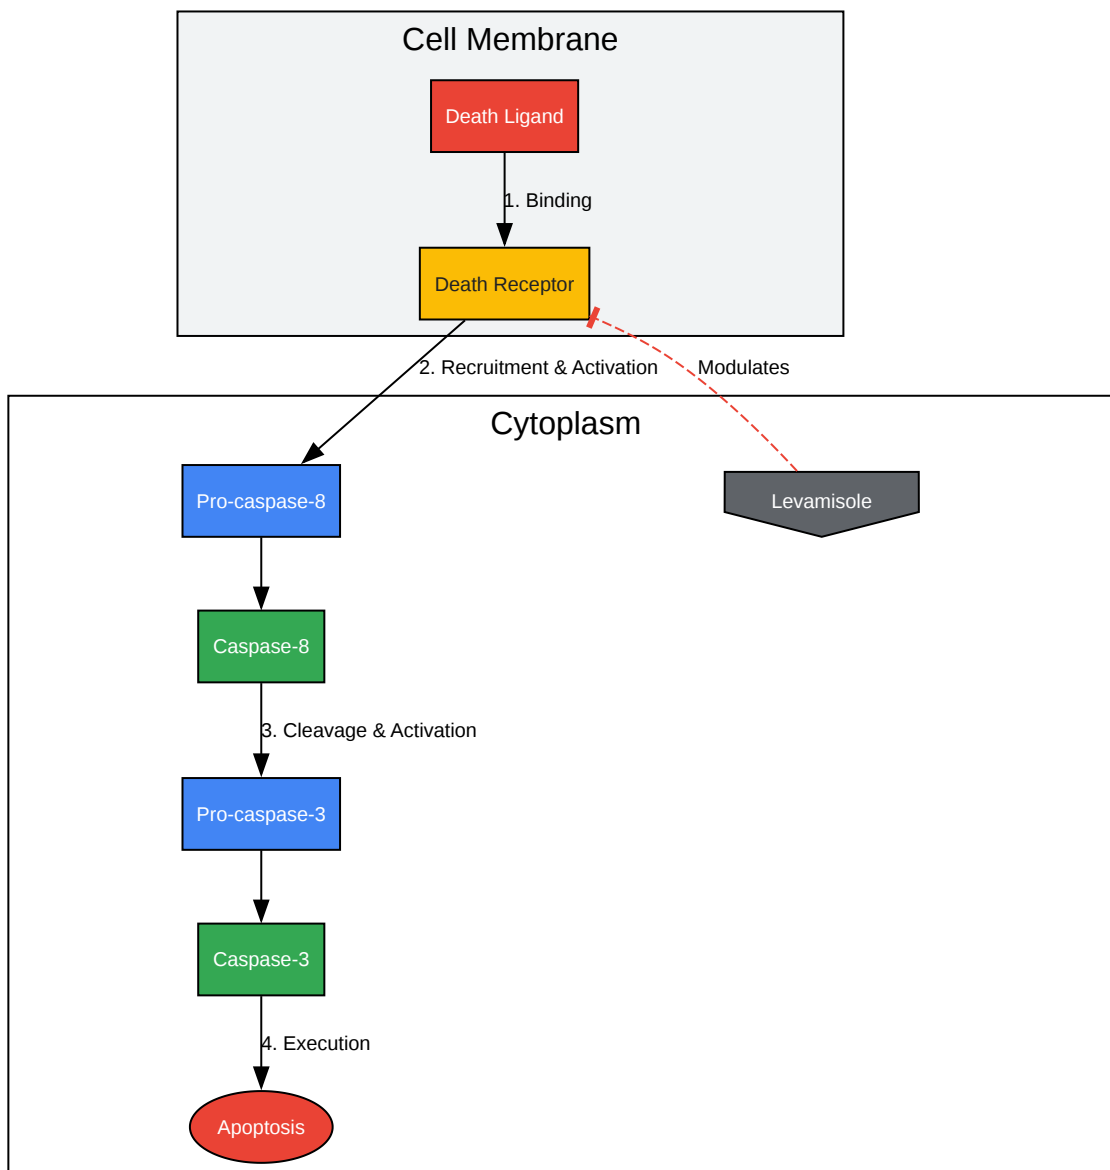 Cell Membrane
Death Ligand
1. Binding
Death Receptor
2. Recruitment & Activation
Modulates
Cytoplasm
Pro-caspase-8
Levamisole
Caspase-8
3. Cleavage & Activation
Pro-caspase-3
Caspase-3
4. Execution
Apoptosis